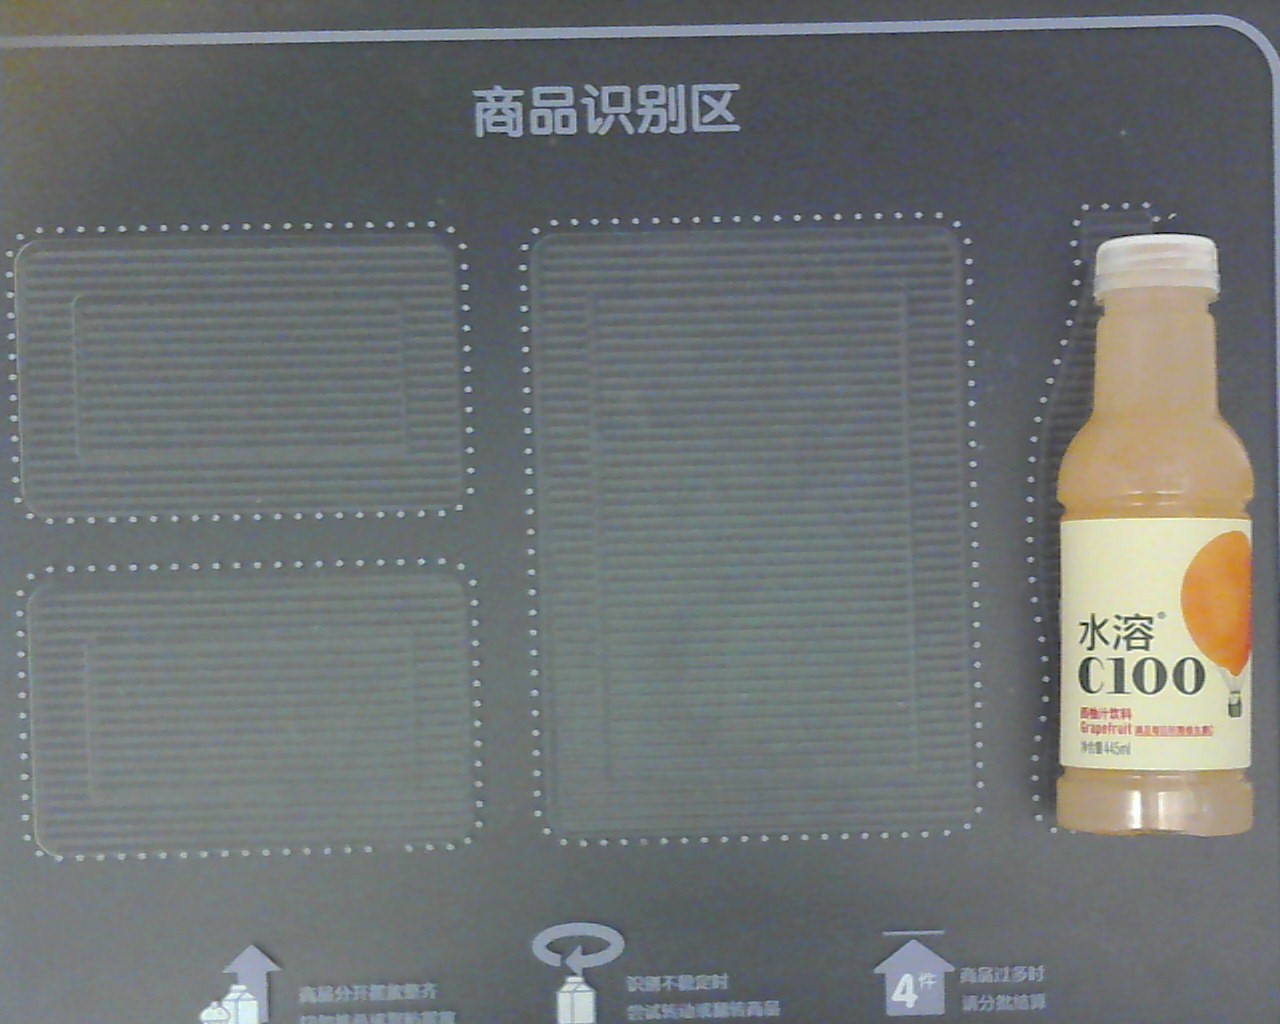 商品识别区
水溶®
C100
西柚汁饮料
Grapefruit
净含量445ml
商品分开摆放整齐
识别不稳定时
尝试转动或翻转商品
4件
商品过多时
请分批结算